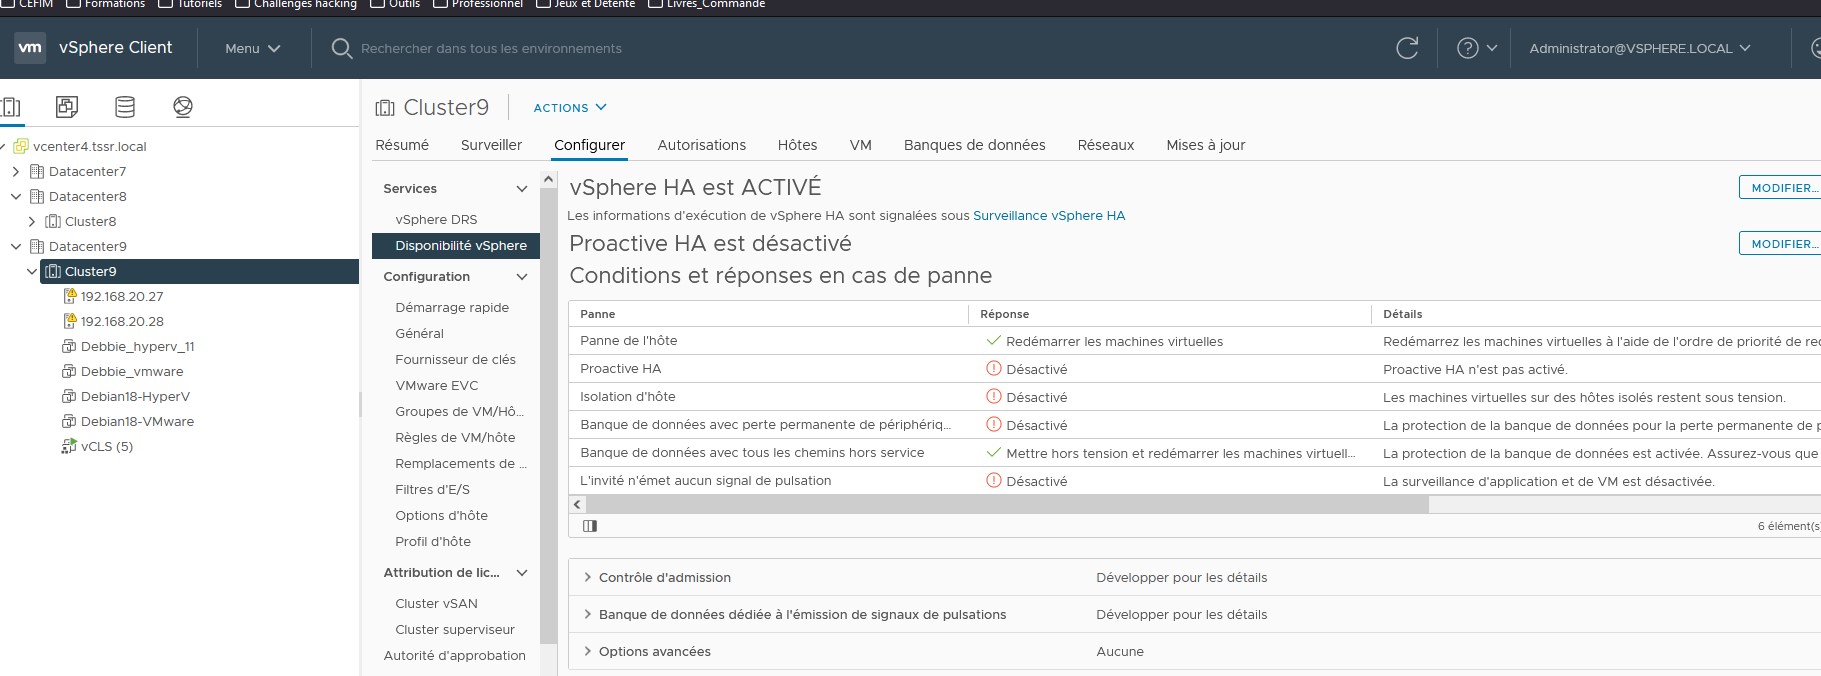 CEFIM Formations Tutoriels Challenges hacking Outils Professionnel Jeux et Détente Livres_Commande
vm vSphere Client Menu Rechercher dans tous les environnements Administrator@VSPHERE.LOCAL
Cluster9 ACTIONS
Résumé Surveiller Configurer Autorisations Hôtes VM Banques de données Réseaux Mises à jour
vcenter4.tssr.local
Datacenter7
Datacenter8
Cluster8
Datacenter9
Cluster9
192.168.20.27
192.168.20.28
Debbie_hyperv_11
Debbie_vmware
Debian18-HyperV
Debian18-VMware
vCLS (5)
Services
vSphere DRS
Disponibilité vSphere
Configuration
Démarrage rapide
Général
Fournisseur de clés
VMware EVC
Groupes de VM/Hô...
Règles de VM/hôte
Remplacements de ...
Filtres d'E/S
Options d'hôte
Profil d'hôte
Attribution de lic...
Cluster vSAN
Cluster superviseur
Autorité d'approbation
vSphere HA est ACTIVÉ MODIFIER...
Les informations d'exécution de vSphere HA sont signalées sous Surveillance vSphere HA
Proactive HA est désactivé MODIFIER...
Conditions et réponses en cas de panne
Panne Réponse Détails
Panne de l'hôte Redémarrer les machines virtuelles Redémarrez les machines virtuelles à l'aide de l'ordre de priorité de
Proactive HA Désactivé Proactive HA n'est pas activé.
Isolation d'hôte Désactivé Les machines virtuelles sur des hôtes isolés restent sous tension.
Banque de données avec perte permanente de périphériq... Désactivé La protection de la banque de données pour la perte permanente de
Banque de données avec tous les chemins hors service Mettre hors tension et redémarrer les machines virtuell... La protection de la banque de données est activée. Assurez-vous que
L'invité n'émet aucun signal de pulsation Désactivé La surveillance d'application et de VM est désactivée.
6 élément(s)
Contrôle d'admission Développer pour les détails
Banque de données dédiée à l'émission de signaux de pulsations Développer pour les détails
Options avancées Aucune